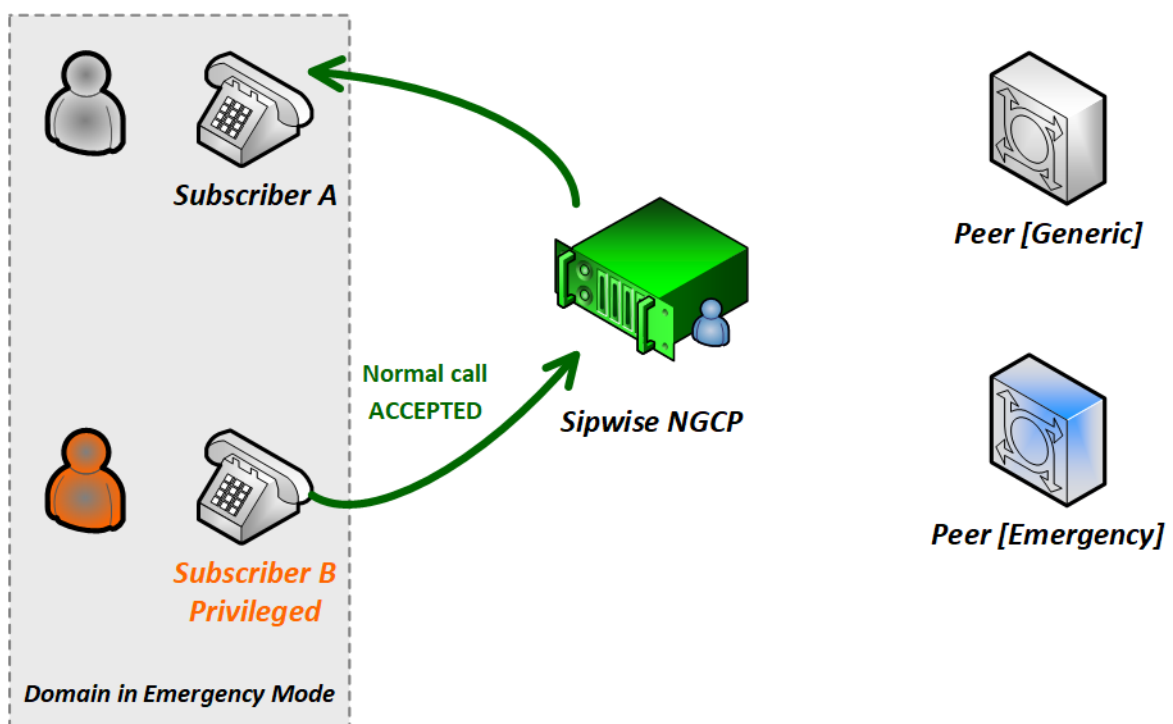 Subscriber A
Peer [Generic]
Normal call
ACCEPTED
Sipwise NGCP
Peer [Emergency]
Subscriber B
Privileged
Domain in Emergency Mode